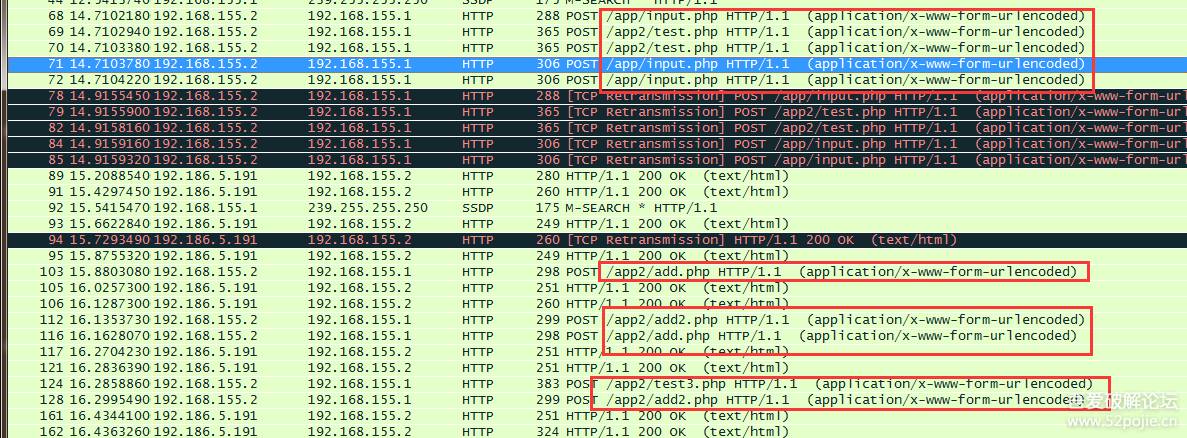 68 14.7102180 192.168.155.2 192.168.155.1 HTTP 288 POST /app/input.php HTTP/1.1 (application/x-www-form-urlencoded)
69 14.7102940 192.168.155.2 192.168.155.1 HTTP 365 POST /app2/test.php HTTP/1.1 (application/x-www-form-urlencoded)
70 14.7103380 192.168.155.2 192.168.155.1 HTTP 365 POST /app2/test.php HTTP/1.1 (application/x-www-form-urlencoded)
71 14.7103780 192.168.155.2 192.168.155.1 HTTP 306 POST /app/input.php HTTP/1.1 (application/x-www-form-urlencoded)
72 14.7104220 192.168.155.2 192.168.155.1 HTTP 306 POST /app/input.php HTTP/1.1 (application/x-www-form-urlencoded)
78 14.9155450 192.168.155.2 192.168.155.1 HTTP 288 [TCP Retransmission] POST /app/input.php HTTP/1.1 (application/x-www-form-url
79 14.9155900 192.168.155.2 192.168.155.1 HTTP 365 [TCP Retransmission] POST /app2/test.php HTTP/1.1 (application/x-www-form-url
82 14.9158160 192.168.155.2 192.168.155.1 HTTP 365 [TCP Retransmission] POST /app2/test.php HTTP/1.1 (application/x-www-form-url
84 14.9159160 192.168.155.2 192.168.155.1 HTTP 306 [TCP Retransmission] POST /app/input.php HTTP/1.1 (application/x-www-form-url
85 14.9159320 192.168.155.2 192.168.155.1 HTTP 306 [TCP Retransmission] POST /app/input.php HTTP/1.1 (application/x-www-form-url
89 15.2088540 192.186.5.191 192.168.155.2 HTTP 280 HTTP/1.1 200 OK (text/html)
91 15.4297450 192.186.5.191 192.168.155.2 HTTP 260 HTTP/1.1 200 OK (text/html)
92 15.5415470 192.168.155.1 239.255.255.250 SSDP 175 M-SEARCH * HTTP/1.1
93 15.6622840 192.186.5.191 192.168.155.2 HTTP 249 HTTP/1.1 200 OK (text/html)
94 15.7293490 192.186.5.191 192.168.155.2 HTTP 260 [TCP Retransmission] HTTP/1.1 200 OK (text/html)
95 15.8755320 192.186.5.191 192.168.155.2 HTTP 249 HTTP/1.1 200 OK (text/html)
103 15.8803080 192.168.155.2 192.168.155.1 HTTP 298 POST /app2/add.php HTTP/1.1 (application/x-www-form-urlencoded)
105 16.0257300 192.186.5.191 192.168.155.2 HTTP 251 HTTP/1.1 200 OK (text/html)
106 16.1287300 192.186.5.191 192.168.155.2 HTTP 260 HTTP/1.1 200 OK (text/html)
112 16.1353730 192.168.155.2 192.168.155.1 HTTP 299 POST /app2/add2.php HTTP/1.1 (application/x-www-form-urlencoded)
116 16.1628070 192.168.155.2 192.168.155.1 HTTP 298 POST /app2/add.php HTTP/1.1 (application/x-www-form-urlencoded)
117 16.2704230 192.186.5.191 192.168.155.2 HTTP 251 HTTP/1.1 200 OK (text/html)
121 16.2836390 192.186.5.191 192.168.155.2 HTTP 251 HTTP/1.1 200 OK (text/html)
124 16.2858860 192.168.155.2 192.168.155.1 HTTP 383 POST /app2/test3.php HTTP/1.1 (application/x-www-form-urlencoded)
128 16.2995490 192.168.155.2 192.168.155.1 HTTP 299 POST /app2/add2.php HTTP/1.1 (application/x-www-form-urlencoded)
161 16.4344100 192.186.5.191 192.168.155.2 HTTP 251 HTTP/1.1 200 OK (text/html)
162 16.4363260 192.186.5.191 192.168.155.2 HTTP 324 HTTP/1.1 200 OK (text/html)
吾爱破解论坛
www.52pojie.cn